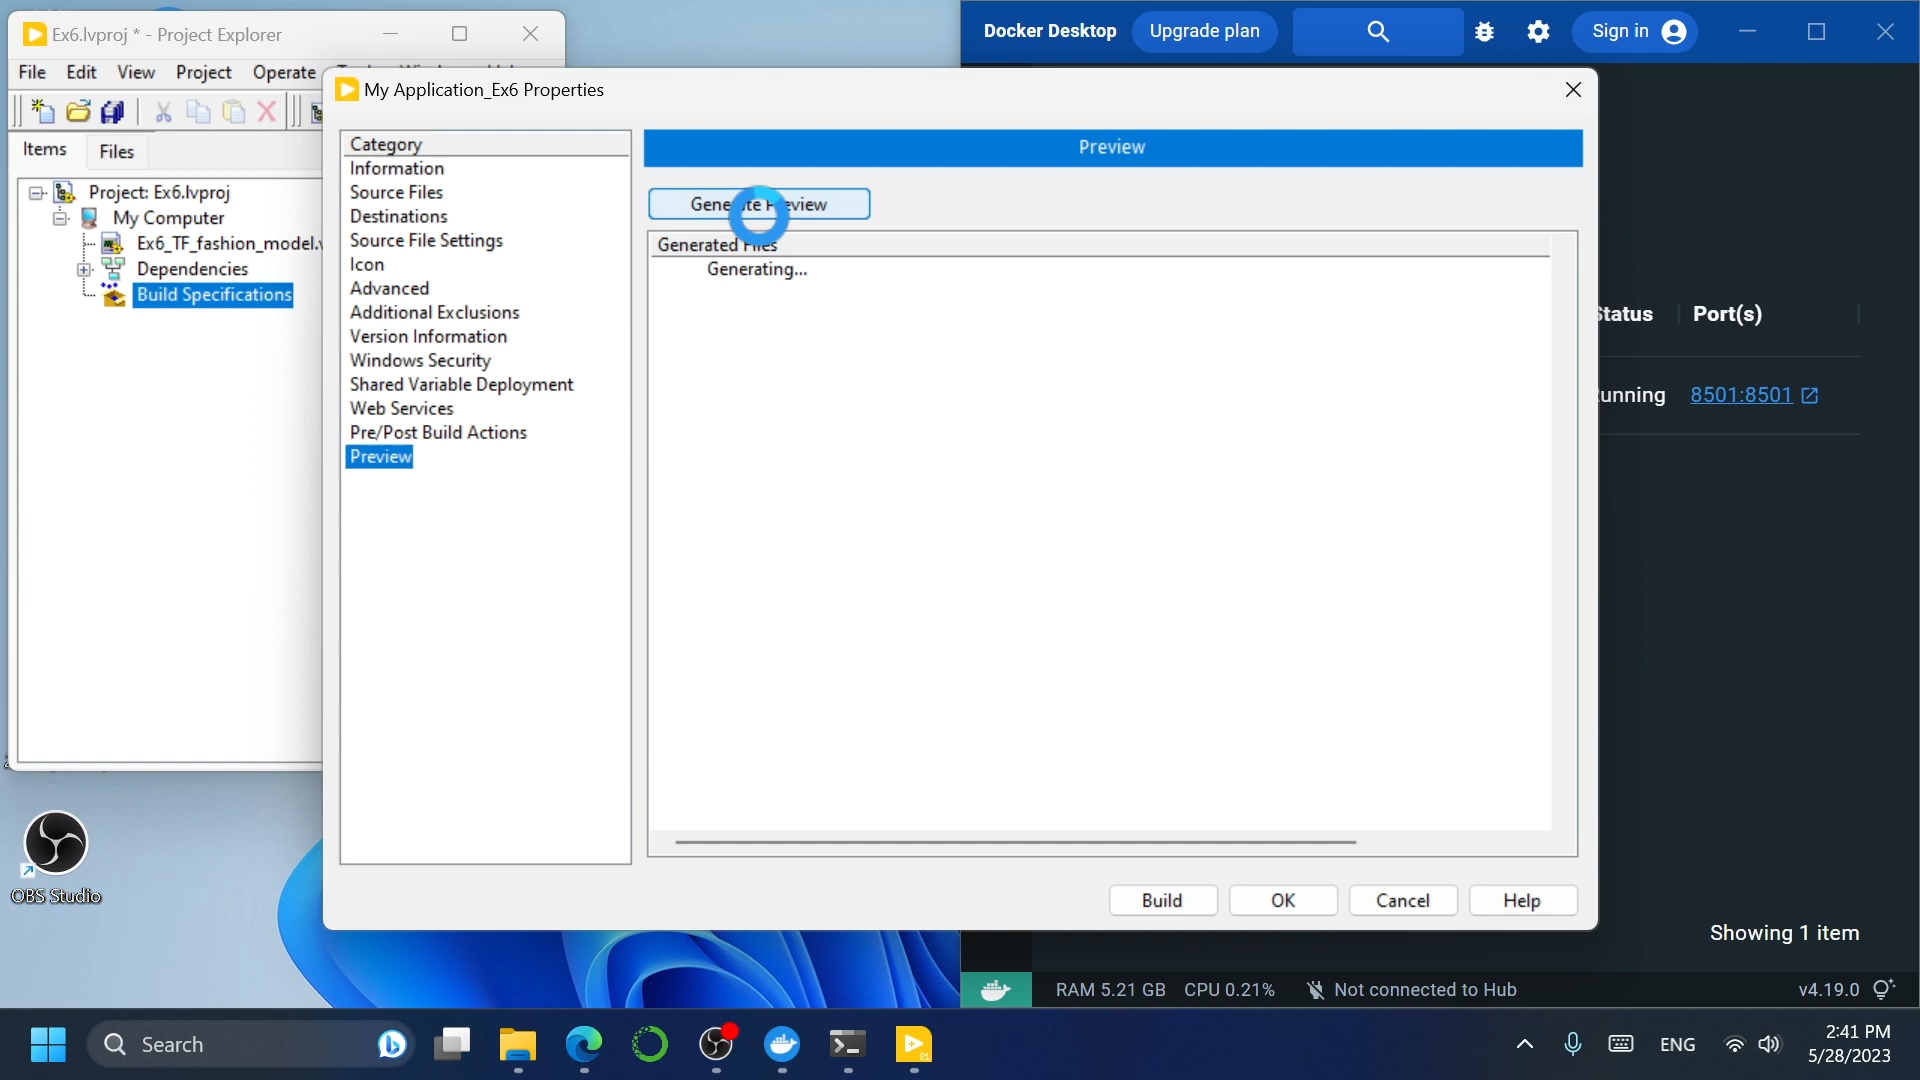 Ex6.lvproj * - Project Explorer
File Edit View Project Operate
Items Files
Project: Ex6.lvproj
My Computer
Ex6_TF_fashion_model.
Dependencies
Build Specifications
OBS Studio
My Application_Ex6 Properties
Category
Information
Source Files
Destinations
Source File Settings
Icon
Advanced
Additional Exclusions
Version Information
Windows Security
Shared Variable Deployment
Web Services
Pre/Post Build Actions
Preview
Preview
Generate Preview
Generated Files
Generating...
Build OK Cancel Help
Docker Desktop Upgrade plan Sign in
Status Port(s)
unning 8501:8501
Showing 1 item
RAM 5.21 GB CPU 0.21% Not connected to Hub v4.19.0
Search
ENG
2:41 PM
5/28/2023